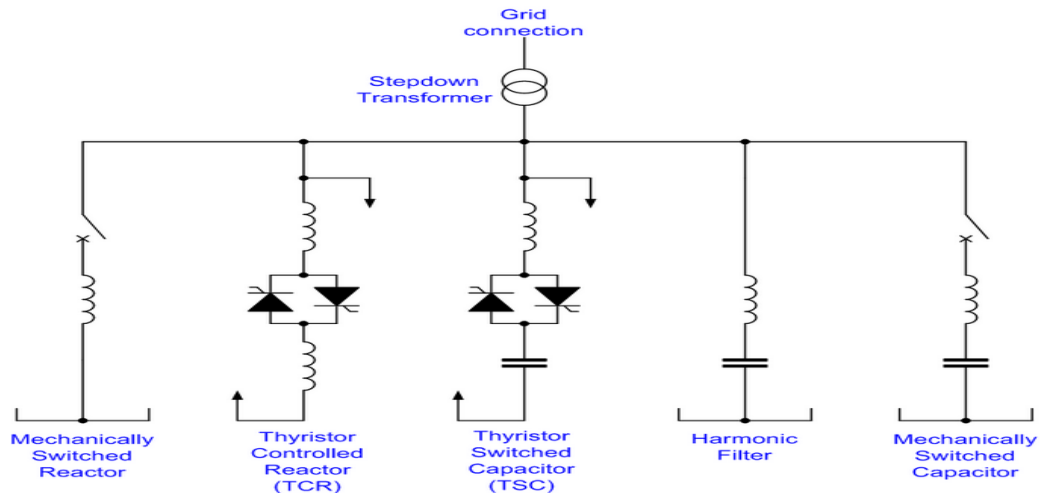 Grid
connection
Stepdown
Transformer
Mechanically
Switched
Reactor
Thyristor
Controlled
Reactor
(TCR)
Thyristor
Switched
Capacitor
(TSC)
Harmonic
Filter
Mechanically
Switched
Capacitor